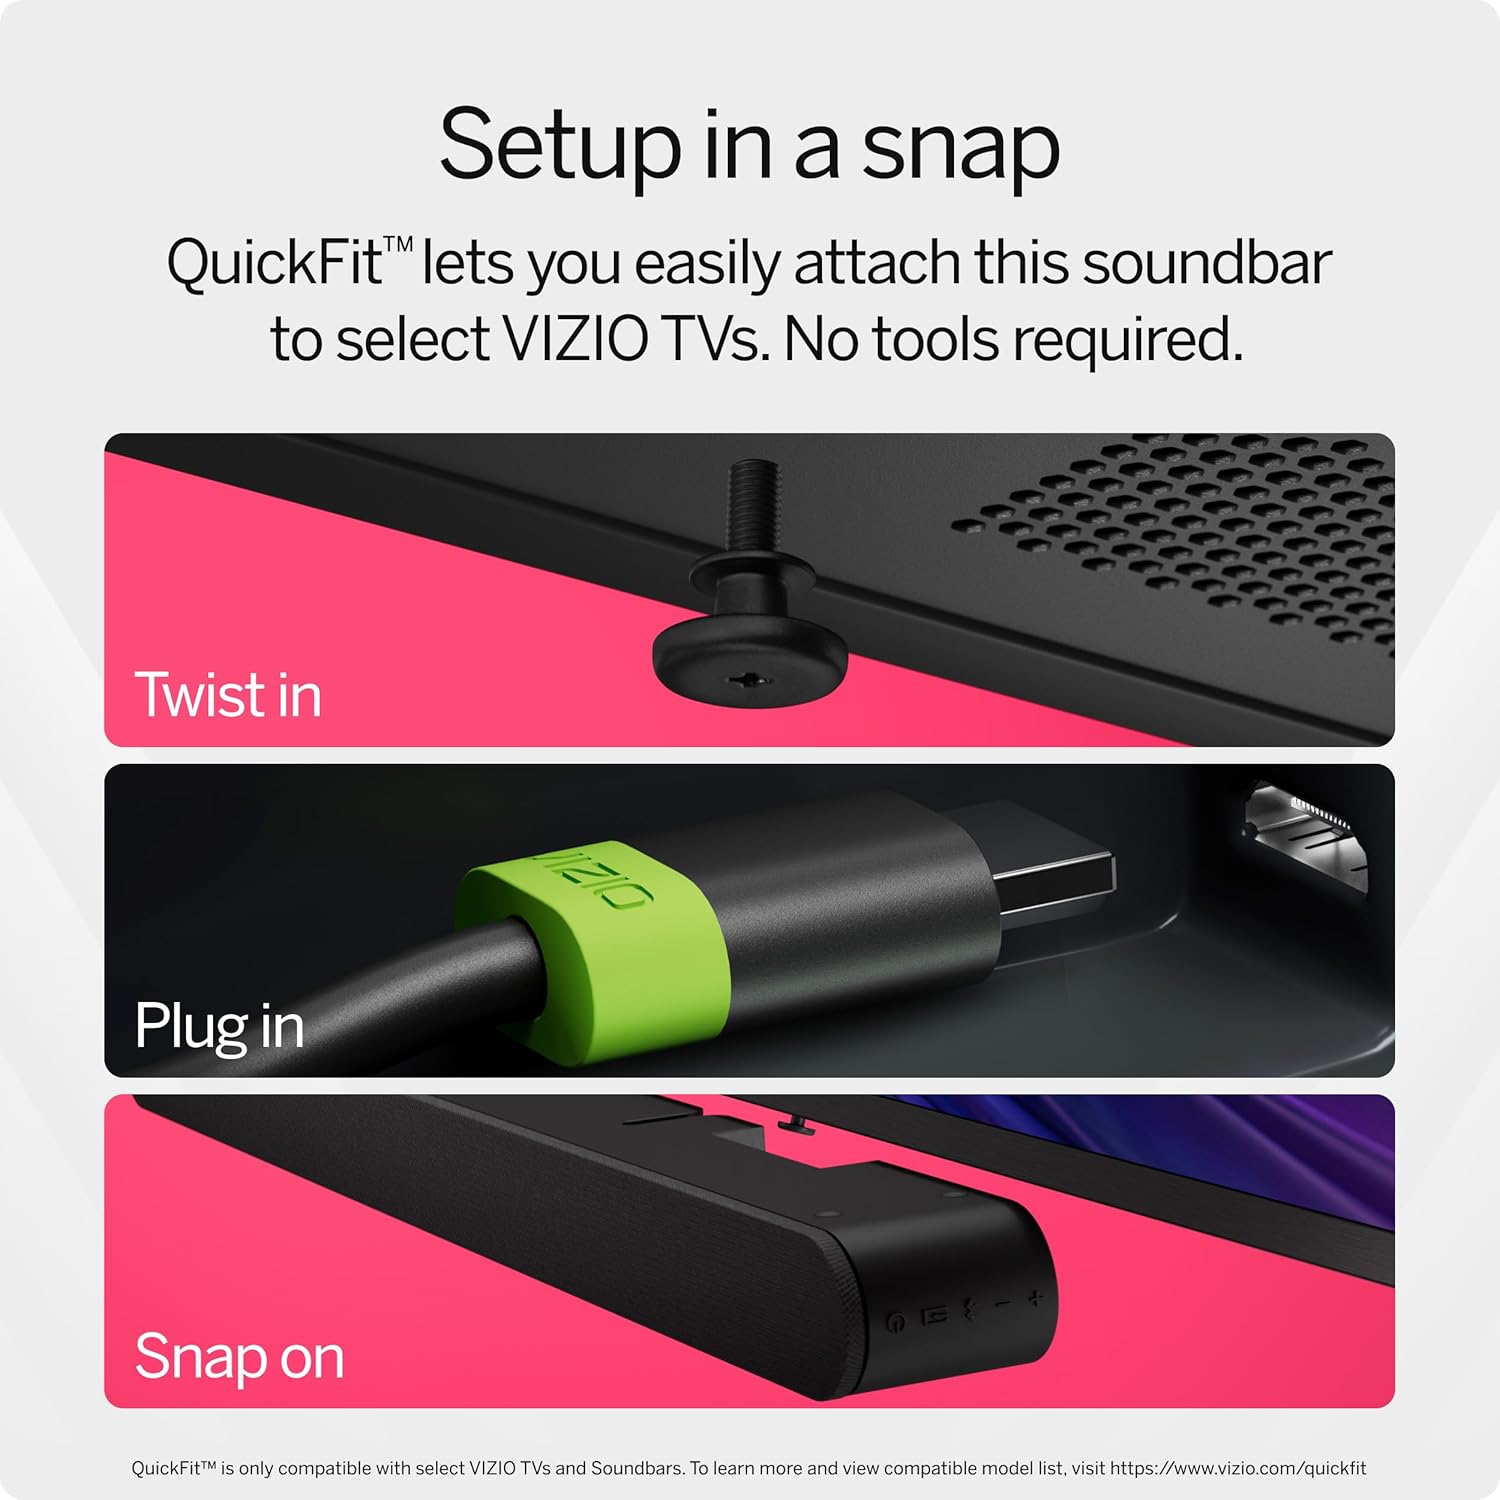 Setup in a snap
QuickFit™ lets you easily attach this soundbar
to select VIZIO TVs. No tools required.
Twist in
VIZIO
Plug in
Snap on
QuickFit™ is only compatible with select VIZIO TVs and Soundbars. To learn more and view compatible model list, visit https://www.vizio.com/quickfit